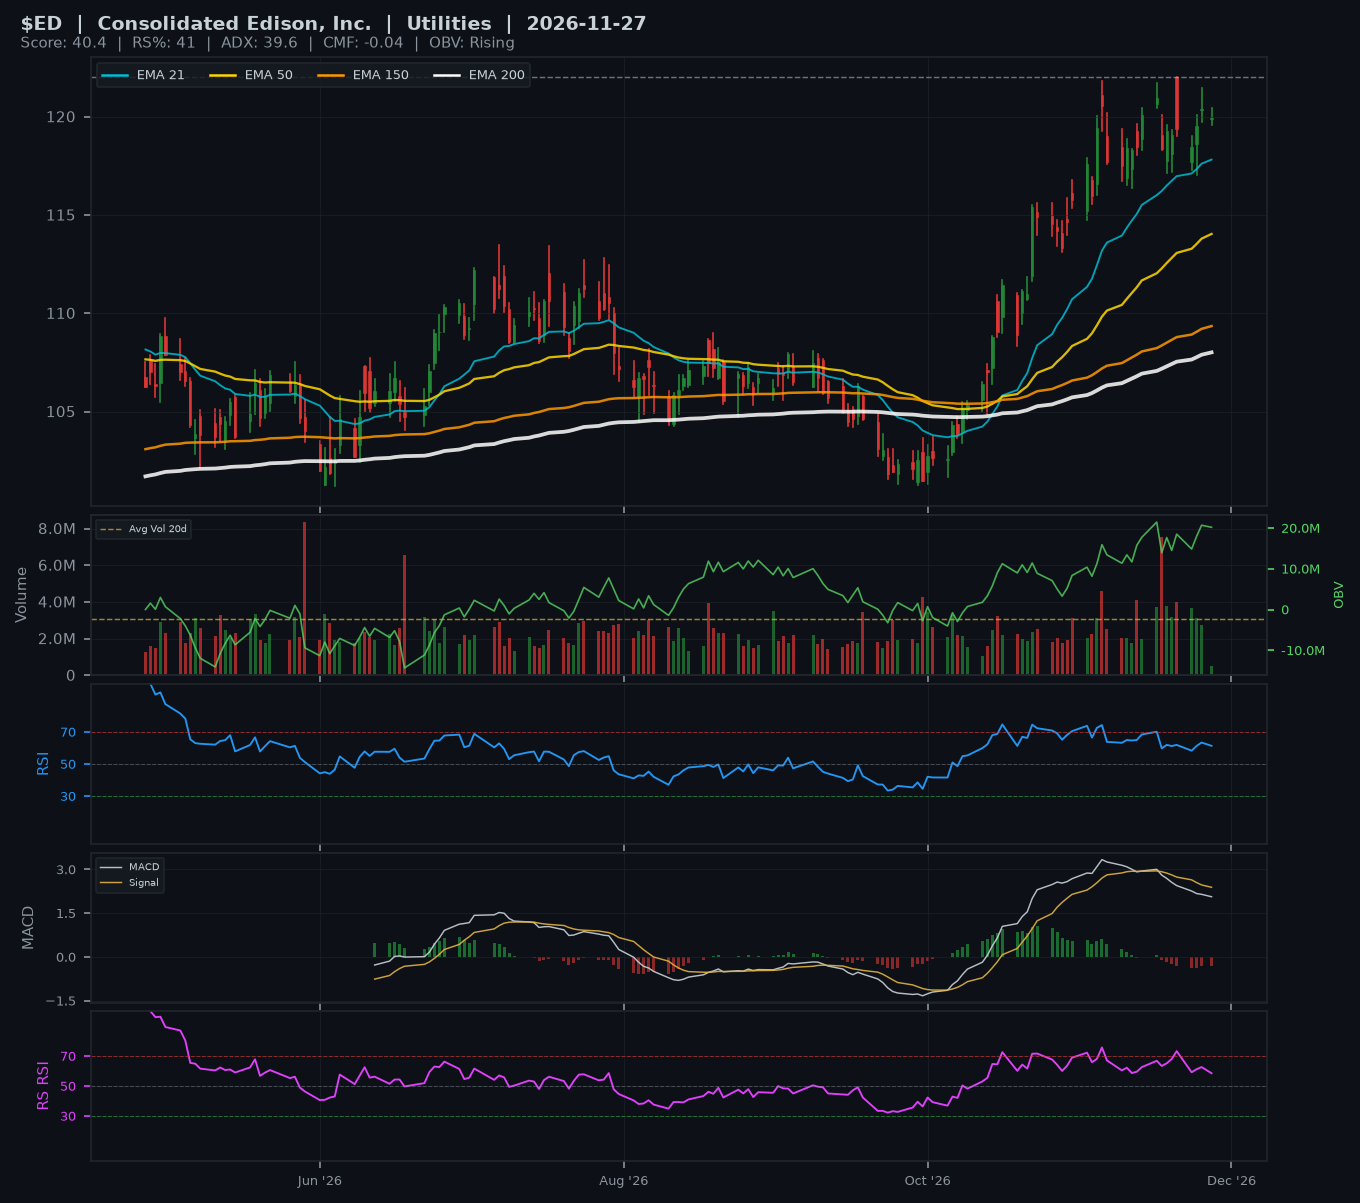 $ED | Consolidated Edison, Inc. | Utilities | 2026-11-27
Score: 40.4 | RS%: 41 | ADX: 39.6 | CMF: -0.04 | OBV: Rising
EMA 21 EMA 50 EMA 150 EMA 200
120
115
110
105
Avg Vol 20d
8.0M
6.0M
4.0M
2.0M
0
Volume
20.0M
10.0M
0
-10.0M
OBV
70
50
30
RSI
MACD
Signal
3.0
1.5
0.0
−1.5
MACD
70
50
30
RS RSI
Jun '26 Aug '26 Oct '26 Dec '26